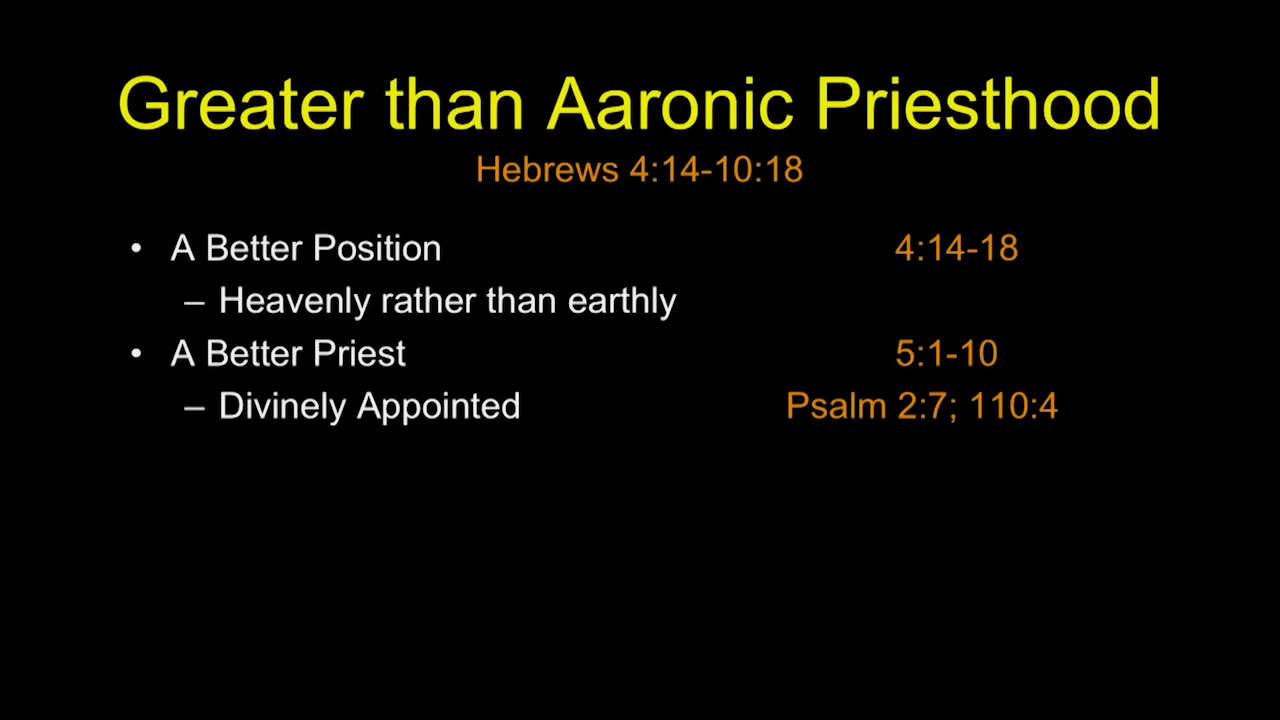 Greater than Aaronic Priesthood
Hebrews 4:14-10:18
• A Better Position 4:14-18
– Heavenly rather than earthly
• A Better Priest 5:1-10
– Divinely Appointed Psalm 2:7; 110:4